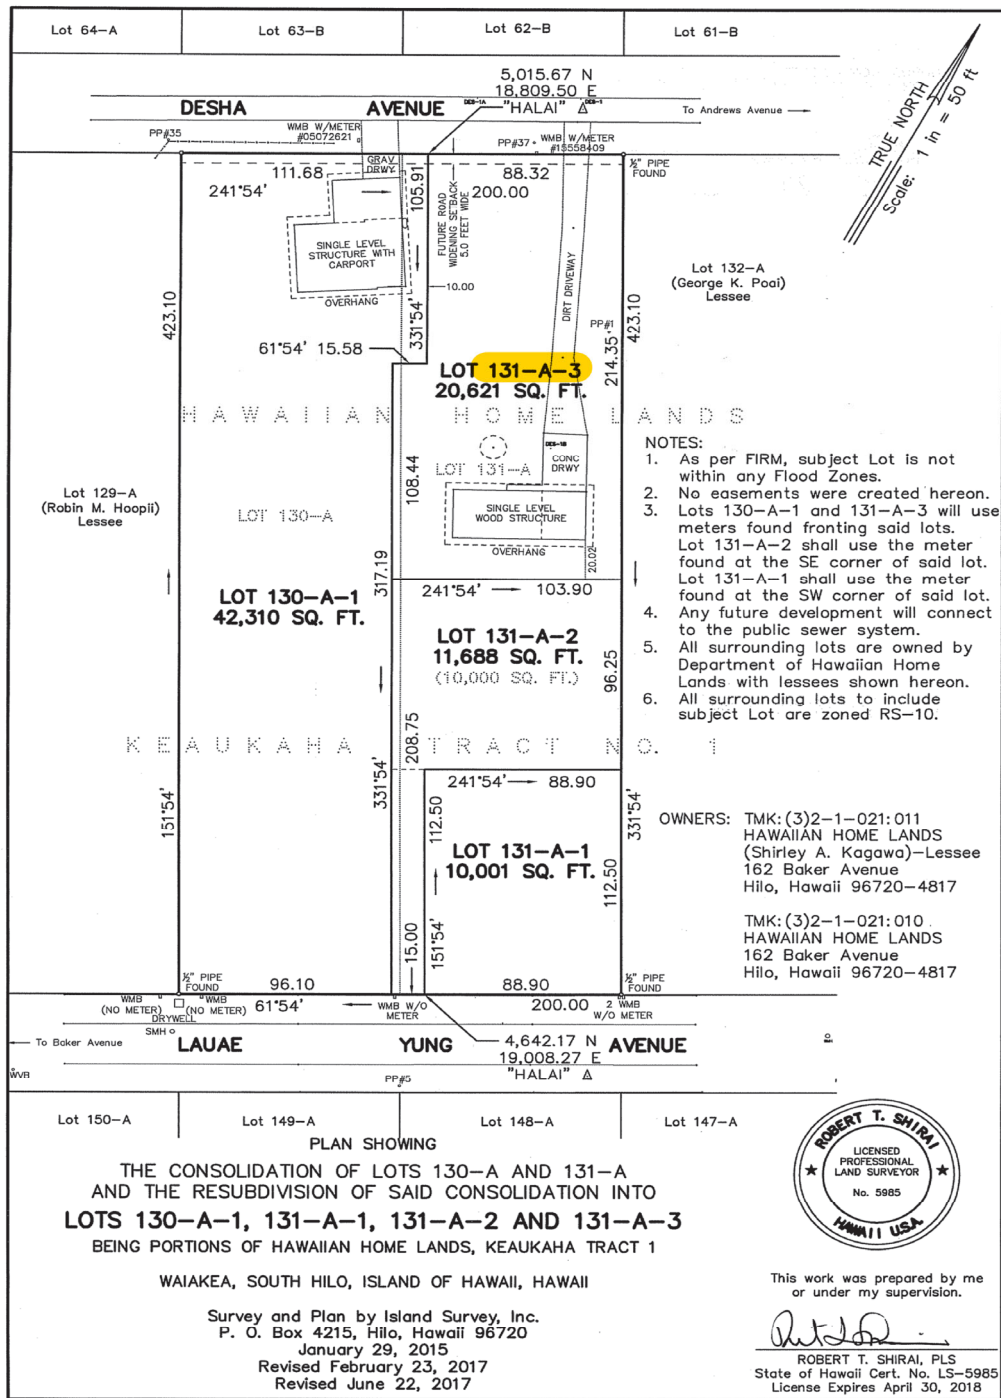 Lot 64-A
Lot 63-B
Lot 62-B
Lot 61-B
5,015.67 N
18,809.50 E
DESHA AVENUE
"HALAI"
To Andrews Avenue
PP#35
WMB W/METER
#05072621
PP#37
WMB W/METER
#15558409
TRUE NORTH
Scale: 1 in = 50 ft
GRAV
DRWY
½" PIPE
FOUND
111.68
88.32
241°54'
200.00
105.91
FUTURE ROAD
WIDENING SETBACK
5.0 FEET WIDE
SINGLE LEVEL
STRUCTURE WITH
CARPORT
OVERHANG
10.00
DIRT DRIVEWAY
Lot 132-A
(George K. Poai)
Lessee
423.10
331°54'
PP#1
214.35'
423.10
61°54' 15.58
LOT 131-A-3
20,621 SQ. FT.
HAWAIIAN HOME LANDS
LOT 131-A
CONC
DRWY
108.44
Lot 129-A
(Robin M. Hoopii)
Lessee
LOT 130-A
SINGLE LEVEL
WOOD STRUCTURE
OVERHANG
20.02
NOTES:
1. As per FIRM, subject Lot is not
within any Flood Zones.
2. No easements were created hereon.
3. Lots 130-A-1 and 131-A-3 will use
meters found fronting said lots.
Lot 131-A-2 shall use the meter
found at the SE corner of said lot.
Lot 131-A-1 shall use the meter
found at the SW corner of said lot.
4. Any future development will connect
to the public sewer system.
5. All surrounding lots are owned by
Department of Hawaiian Home
Lands with lessees shown hereon.
6. All surrounding lots to include
subject Lot are zoned RS-10.
317.19
241°54' 103.90
LOT 130-A-1
42,310 SQ. FT.
LOT 131-A-2
11,688 SQ. FT.
(10,000 SQ. FT.)
96.25
208.75
KEAUKAHA TRACT NO. 1
331°54'
241°54' 88.90
151°54'
112.50
331°54'
LOT 131-A-1
10,001 SQ. FT.
112.50
151°54'
15.00
OWNERS: TMK: (3)2-1-021: 011
HAWAIIAN HOME LANDS
(Shirley A. Kagawa)-Lessee
162 Baker Avenue
Hilo, Hawaii 96720-4817
TMK: (3)2-1-021: 010
HAWAIIAN HOME LANDS
162 Baker Avenue
Hilo, Hawaii 96720-4817
½" PIPE
FOUND
96.10
88.90
½" PIPE
FOUND
WMB
(NO METER)
WMB
(NO METER)
61°54'
WMB W/O
METER
200.00
2 WMB
W/O METER
DRYWELL
SMH
To Baker Avenue
LAUAE YUNG AVENUE
4,642.17 N
19,008.27 E
"HALAI"
WVB
PP#5
Lot 150-A
Lot 149-A
Lot 148-A
Lot 147-A
PLAN SHOWING
THE CONSOLIDATION OF LOTS 130-A AND 131-A
AND THE RESUBDIVISION OF SAID CONSOLIDATION INTO
LOTS 130-A-1, 131-A-1, 131-A-2 AND 131-A-3
BEING PORTIONS OF HAWAIIAN HOME LANDS, KEAUKAHA TRACT 1
WAIAKEA, SOUTH HILO, ISLAND OF HAWAII, HAWAII
Survey and Plan by Island Survey, Inc.
P. O. Box 4215, Hilo, Hawaii 96720
January 29, 2015
Revised February 23, 2017
Revised June 22, 2017
ROBERT T. SHIRAI
LICENSED
PROFESSIONAL
LAND SURVEYOR
No. 5985
HAWAII U.S.A.
This work was prepared by me
or under my supervision.
ROBERT T. SHIRAI, PLS
State of Hawaii Cert. No. LS-5985
License Expires April 30, 2018